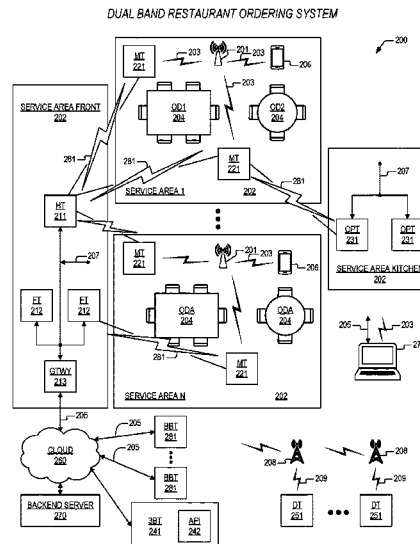 DUAL BAND RESTAURANT ORDERING SYSTEM
200
MT
221
203
201
203
206
203
OD1
204
OD2
204
281
281
MT
221
281
SERVICE AREA 1
202
SERVICE AREA FRONT
202
HT
211
207
FT
212
FT
212
GTWY
213
281
207
OPT
231
OPT
231
SERVICE AREA KITCHEN
202
MT
221
201
203
206
ODA
204
ODA
204
MT
221
SERVICE AREA N
202
205
203
205
CLOUD
260
205
205
BBT
281
BBT
281
BACKEND SERVER
270
3BT
241
API
242
208
208
209
209
DT
251
DT
251